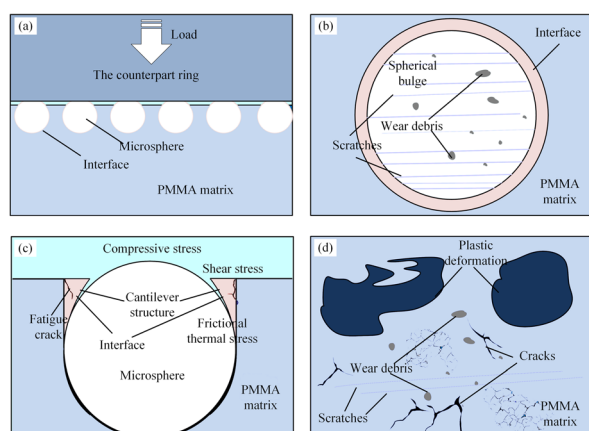 (a)
Load
The counterpart ring
Microsphere
Interface
PMMA matrix
(b)
Interface
Spherical
bulge
Wear debris
Scratches
PMMA
matrix
(c)
Compressive stress
Shear stress
Cantilever
structure
Fatigue
crack
Interface
Frictional
thermal stress
Microsphere
PMMA
matrix
(d)
Plastic
deformation
Wear debris
Cracks
Scratches
PMMA
matrix